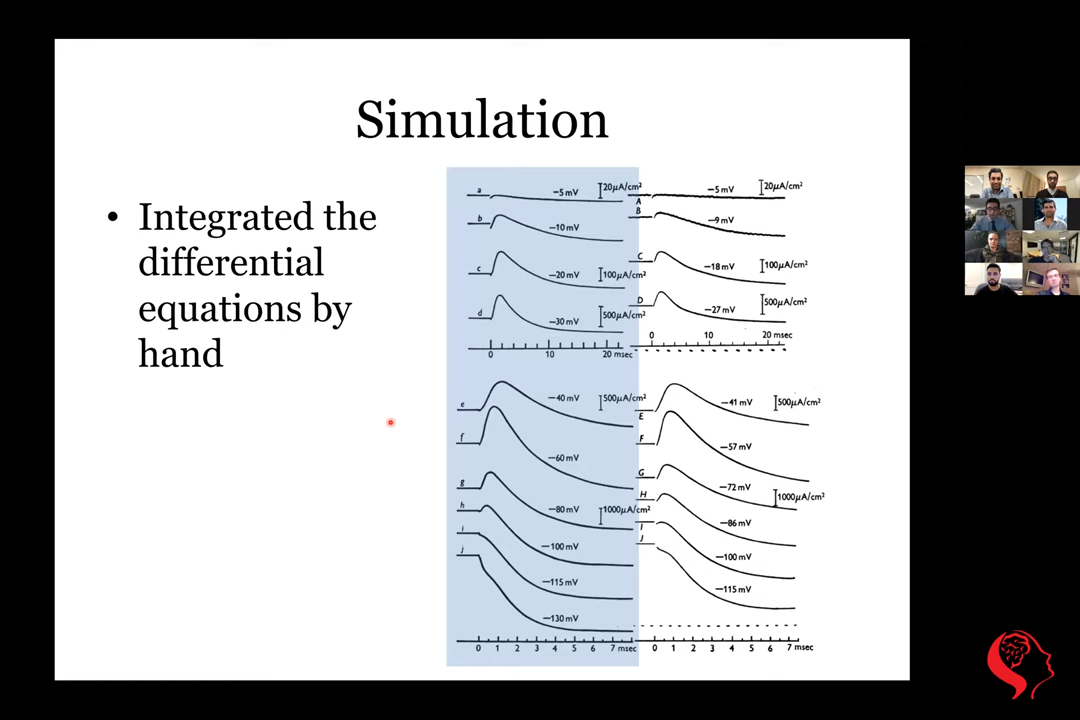 Simulation
• Integrated the
differential
equations by
hand
a −5 mV 20μA/cm²
b −10 mV
c −20 mV 100μA/cm²
d −30 mV 500μA/cm²
0 10 20 msec
e −40 mV 500μA/cm²
f −60 mV
g −80 mV 1000μA/cm²
h −100 mV
i −115 mV
j −130 mV
0 1 2 3 4 5 6 7 msec
A −5 mV 20μA/cm²
B −9 mV
C −18 mV 100μA/cm²
D −27 mV 500μA/cm²
0 10 20 msec
E −41 mV 500μA/cm²
F −57 mV
G −72 mV 1000μA/cm²
H −86 mV
I −100 mV
J −115 mV
0 1 2 3 4 5 6 7 msec